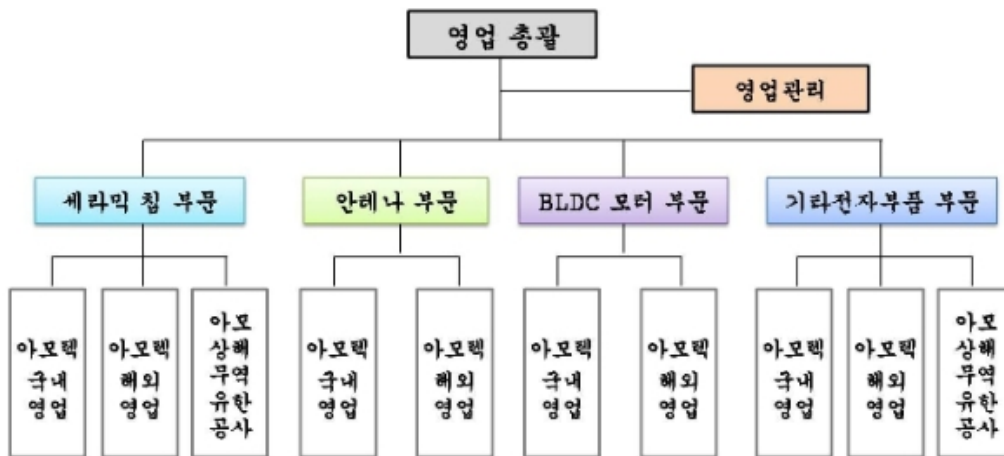 영업 총괄
영업관리
세라믹 칩 부문
안테나 부문
BLDC 모터 부문
기타전자부품 부문
아모텍
국내
영업
아모텍
해외
영업
아모
상해
무역
유한
공사
아모텍
국내
영업
아모텍
해외
영업
아모텍
국내
영업
아모텍
해외
영업
아모텍
국내
영업
아모텍
해외
영업
아모
상해
무역
유한
공사